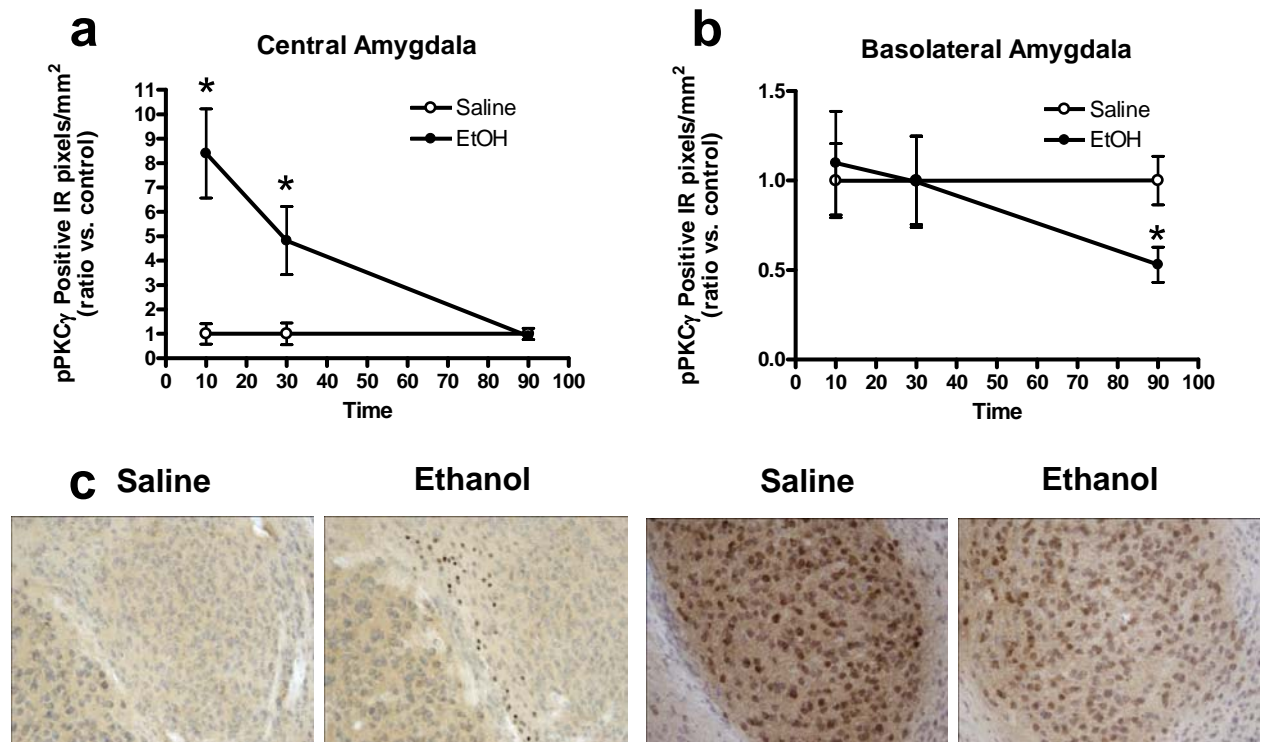 a
Central Amygdala
pPKCγ Positive IR pixels/mm2
(ratio vs. control)
*
*
Saline
EtOH
11
10
9
8
7
6
5
4
3
2
1
0
0 10 20 30 40 50 60 70 80 90 100
Time
b
Basolateral Amygdala
pPKCγ Positive IR pixels/mm2
(ratio vs. control)
Saline
EtOH
*
1.5
1.0
0.5
0.0
0 10 20 30 40 50 60 70 80 90 100
Time
c Saline Ethanol Saline Ethanol